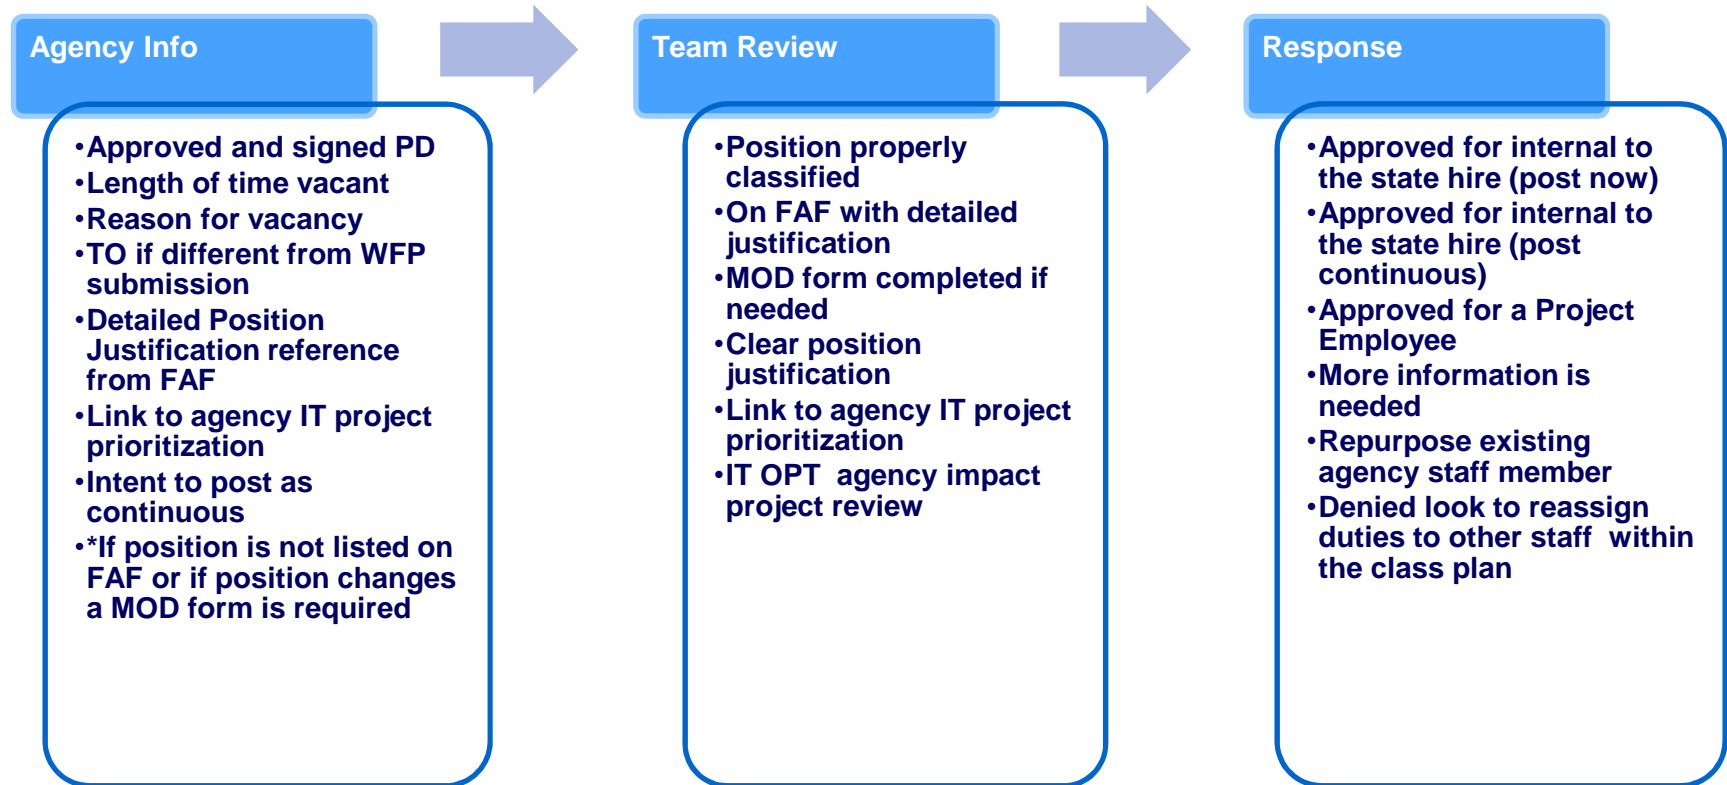 Agency Info
•Approved and signed PD
•Length of time vacant
•Reason for vacancy
•TO if different from WFP
submission
•Detailed Position
Justification reference
from FAF
•Link to agency IT project
prioritization
•Intent to post as
continuous
•*If position is not listed on
FAF or if position changes
a MOD form is required
Team Review
•Position properly
classified
•On FAF with detailed
justification
•MOD form completed if
needed
•Clear position
justification
•Link to agency IT project
prioritization
•IT OPT  agency impact
project review
Response
•Approved for internal to
the state hire (post now)
•Approved for internal to
the state hire (post
continuous)
•Approved for a Project
Employee
•More information is
needed
•Repurpose existing
agency staff member
•Denied look to reassign
duties to other staff  within
the class plan